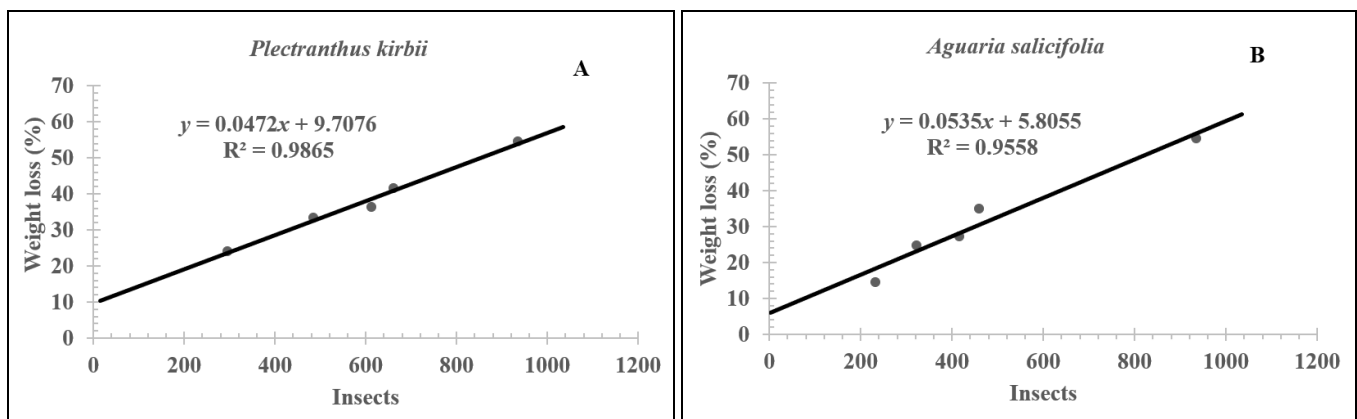 Plectranthus kirbii
A
y = 0.0472x + 9.7076
R² = 0.9865
Weight loss (%)
70
60
50
40
30
20
10
0
0 200 400 600 800 1000 1200
Insects
Aguaria salicifolia
B
y = 0.0535x + 5.8055
R² = 0.9558
Weight loss (%)
70
60
50
40
30
20
10
0
0 200 400 600 800 1000 1200
Insects